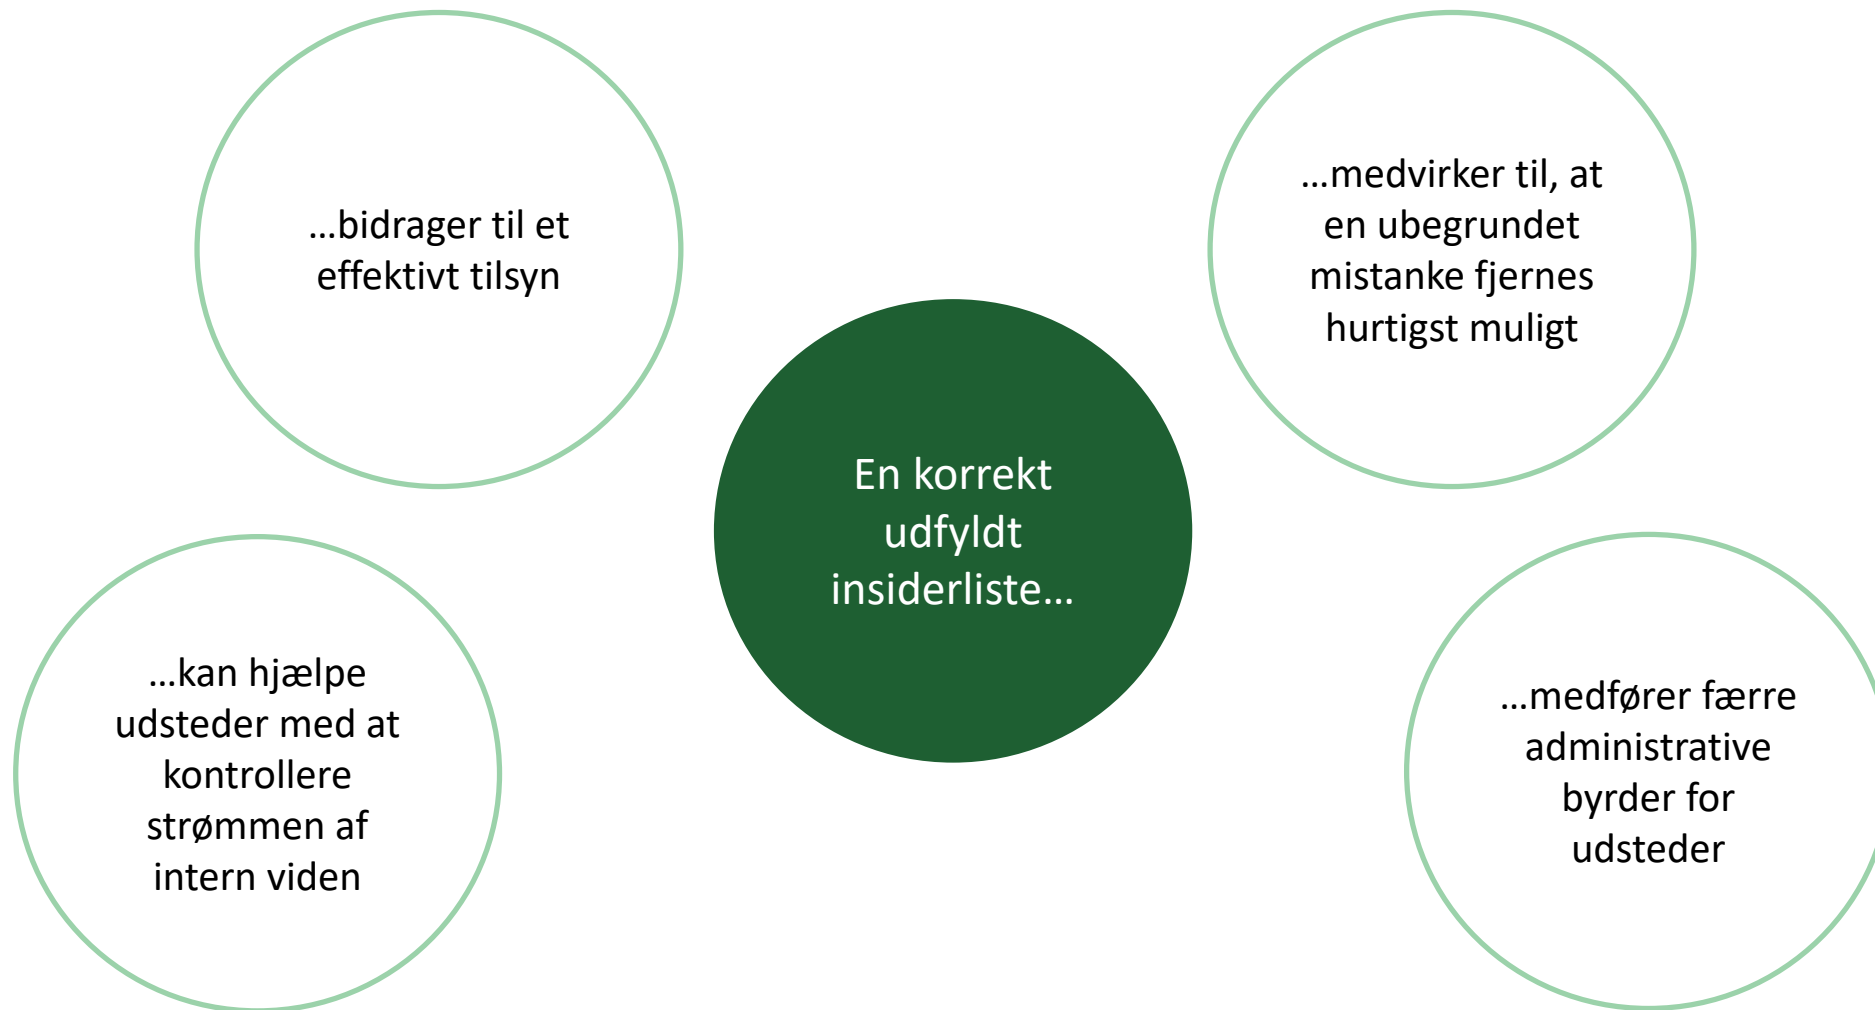 …bidrager til et
effektivt tilsyn
…medvirker til, at
en ubegrundet
mistanke fjernes
hurtigst muligt
En korrekt
udfyldt
insiderliste…
…kan hjælpe
udsteder med at
kontrollere
strømmen af
intern viden
…medfører færre
administrative
byrder for
udsteder